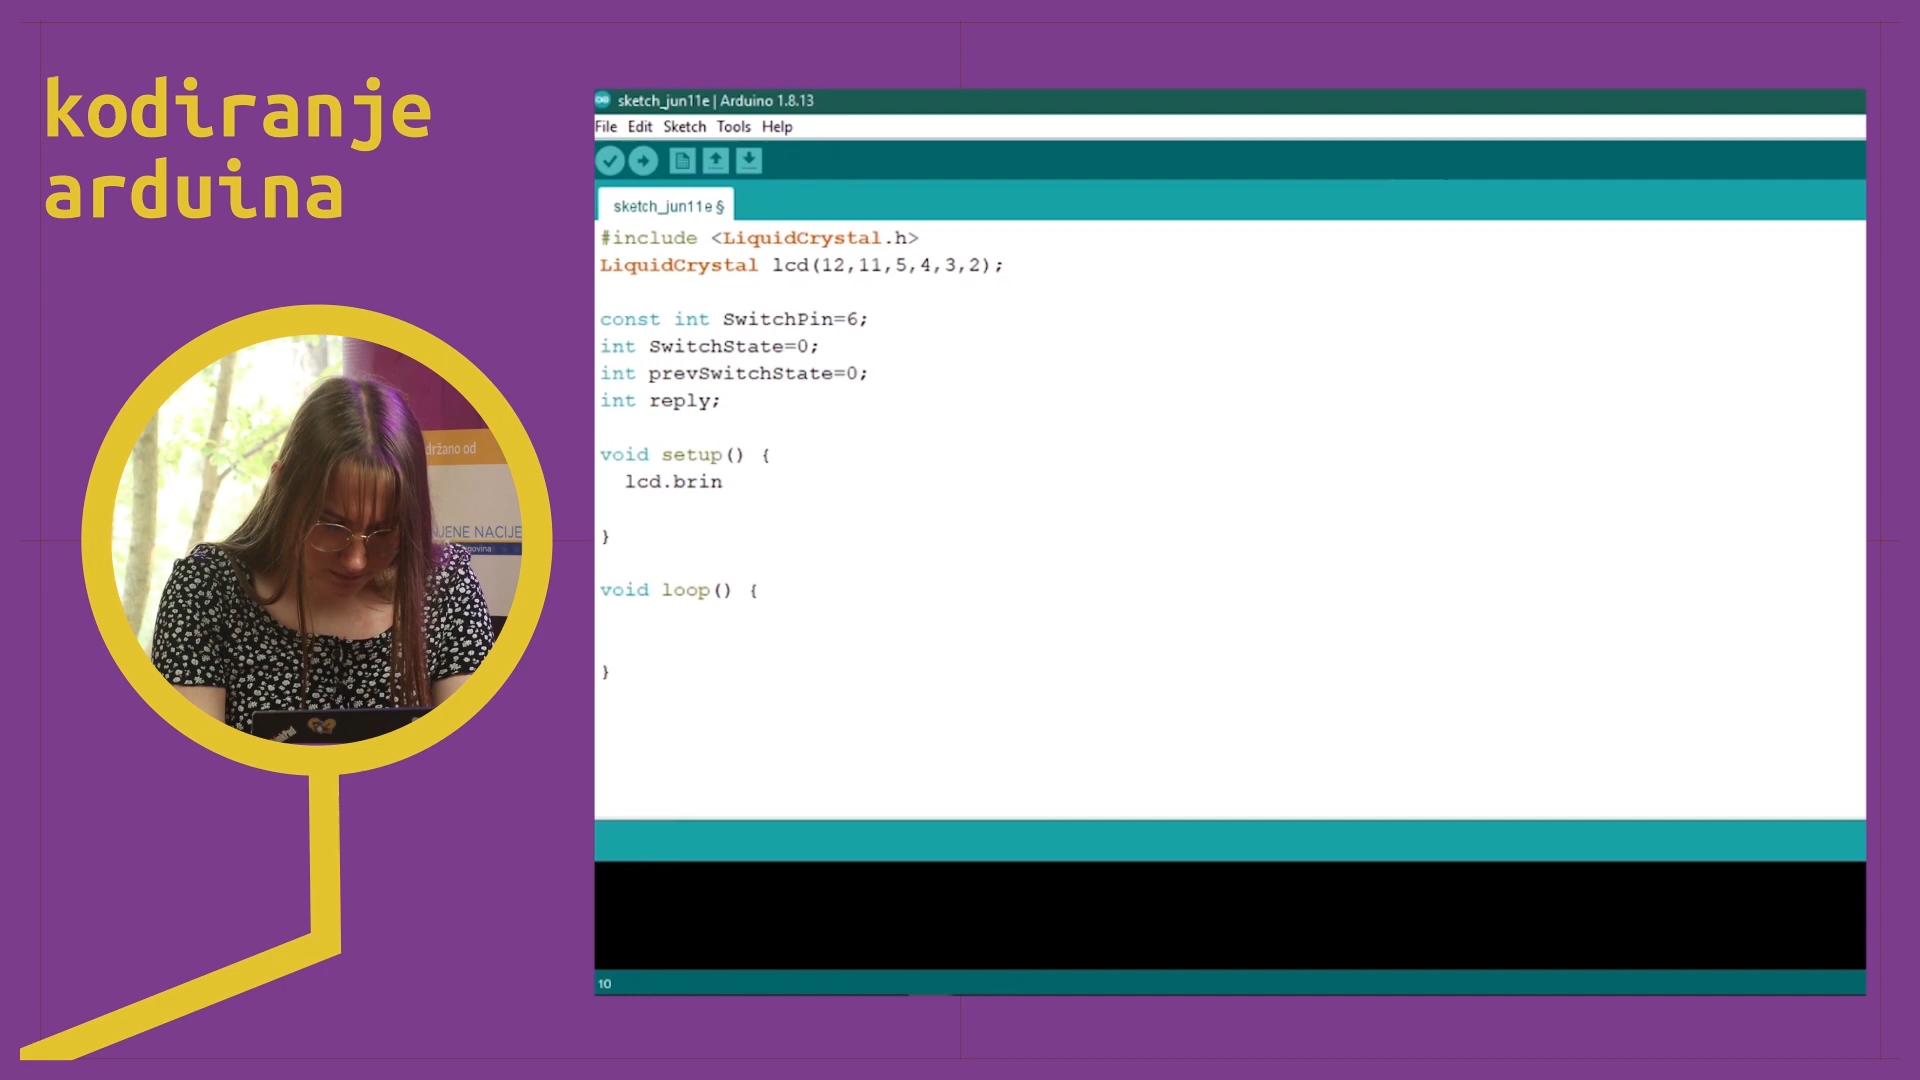 kodiranje
arduina
sketch_jun11e | Arduino 1.8.13
File Edit Sketch Tools Help
sketch_jun11e §
#include <LiquidCrystal.h>
LiquidCrystal lcd(12,11,5,4,3,2);
const int SwitchPin=6;
int SwitchState=0;
int prevSwitchState=0;
int reply;
void setup() {
lcd.brin
}
void loop() {
}
10
držano od
NJENE NACIJE